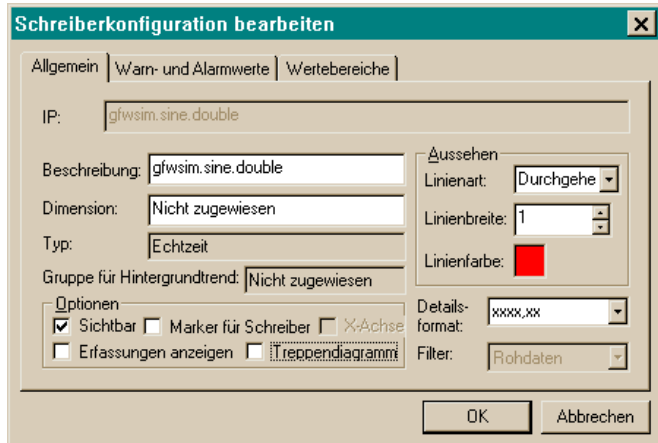 Schreiberkonfiguration bearbeiten
Allgemein Warn- und Alarmwerte Wertebereiche
IP: gfwsim.sine.double
Beschreibung: gfwsim.sine.double
Dimension: Nicht zugewiesen
Typ: Echtzeit
Gruppe für Hintergrundtrend: Nicht zugewiesen
Aussehen
Linienart: Durchgehe
Linienbreite: 1
Linienfarbe:
Optionen
Sichtbar Marker für Schreiber X-Achse
Erfassungen anzeigen Treppendiagramm
Details-
format: xxxx,xx
Filter: Rohdaten
OK Abbrechen